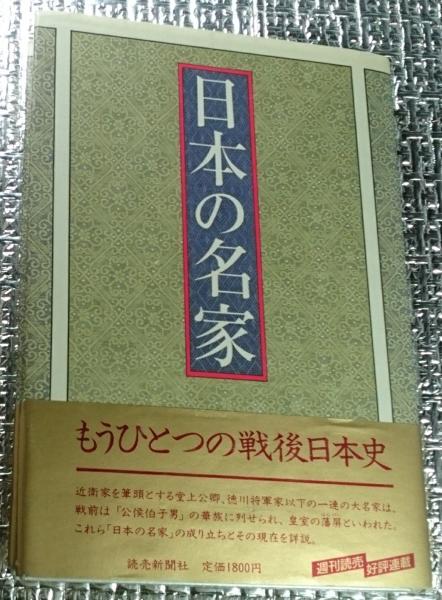 日本の名家
もうひとつの戦後日本史
近衛家を筆頭とする堂上公卿、徳川将軍家以下の一連の大名家は、
戦前は「公侯伯子男」の華族に列せられ、皇室の藩屏といわれた。
これら「日本の名家」の成り立ちとその現在を詳説。
読売新聞社 定価1800円
週刊読売
好評連載